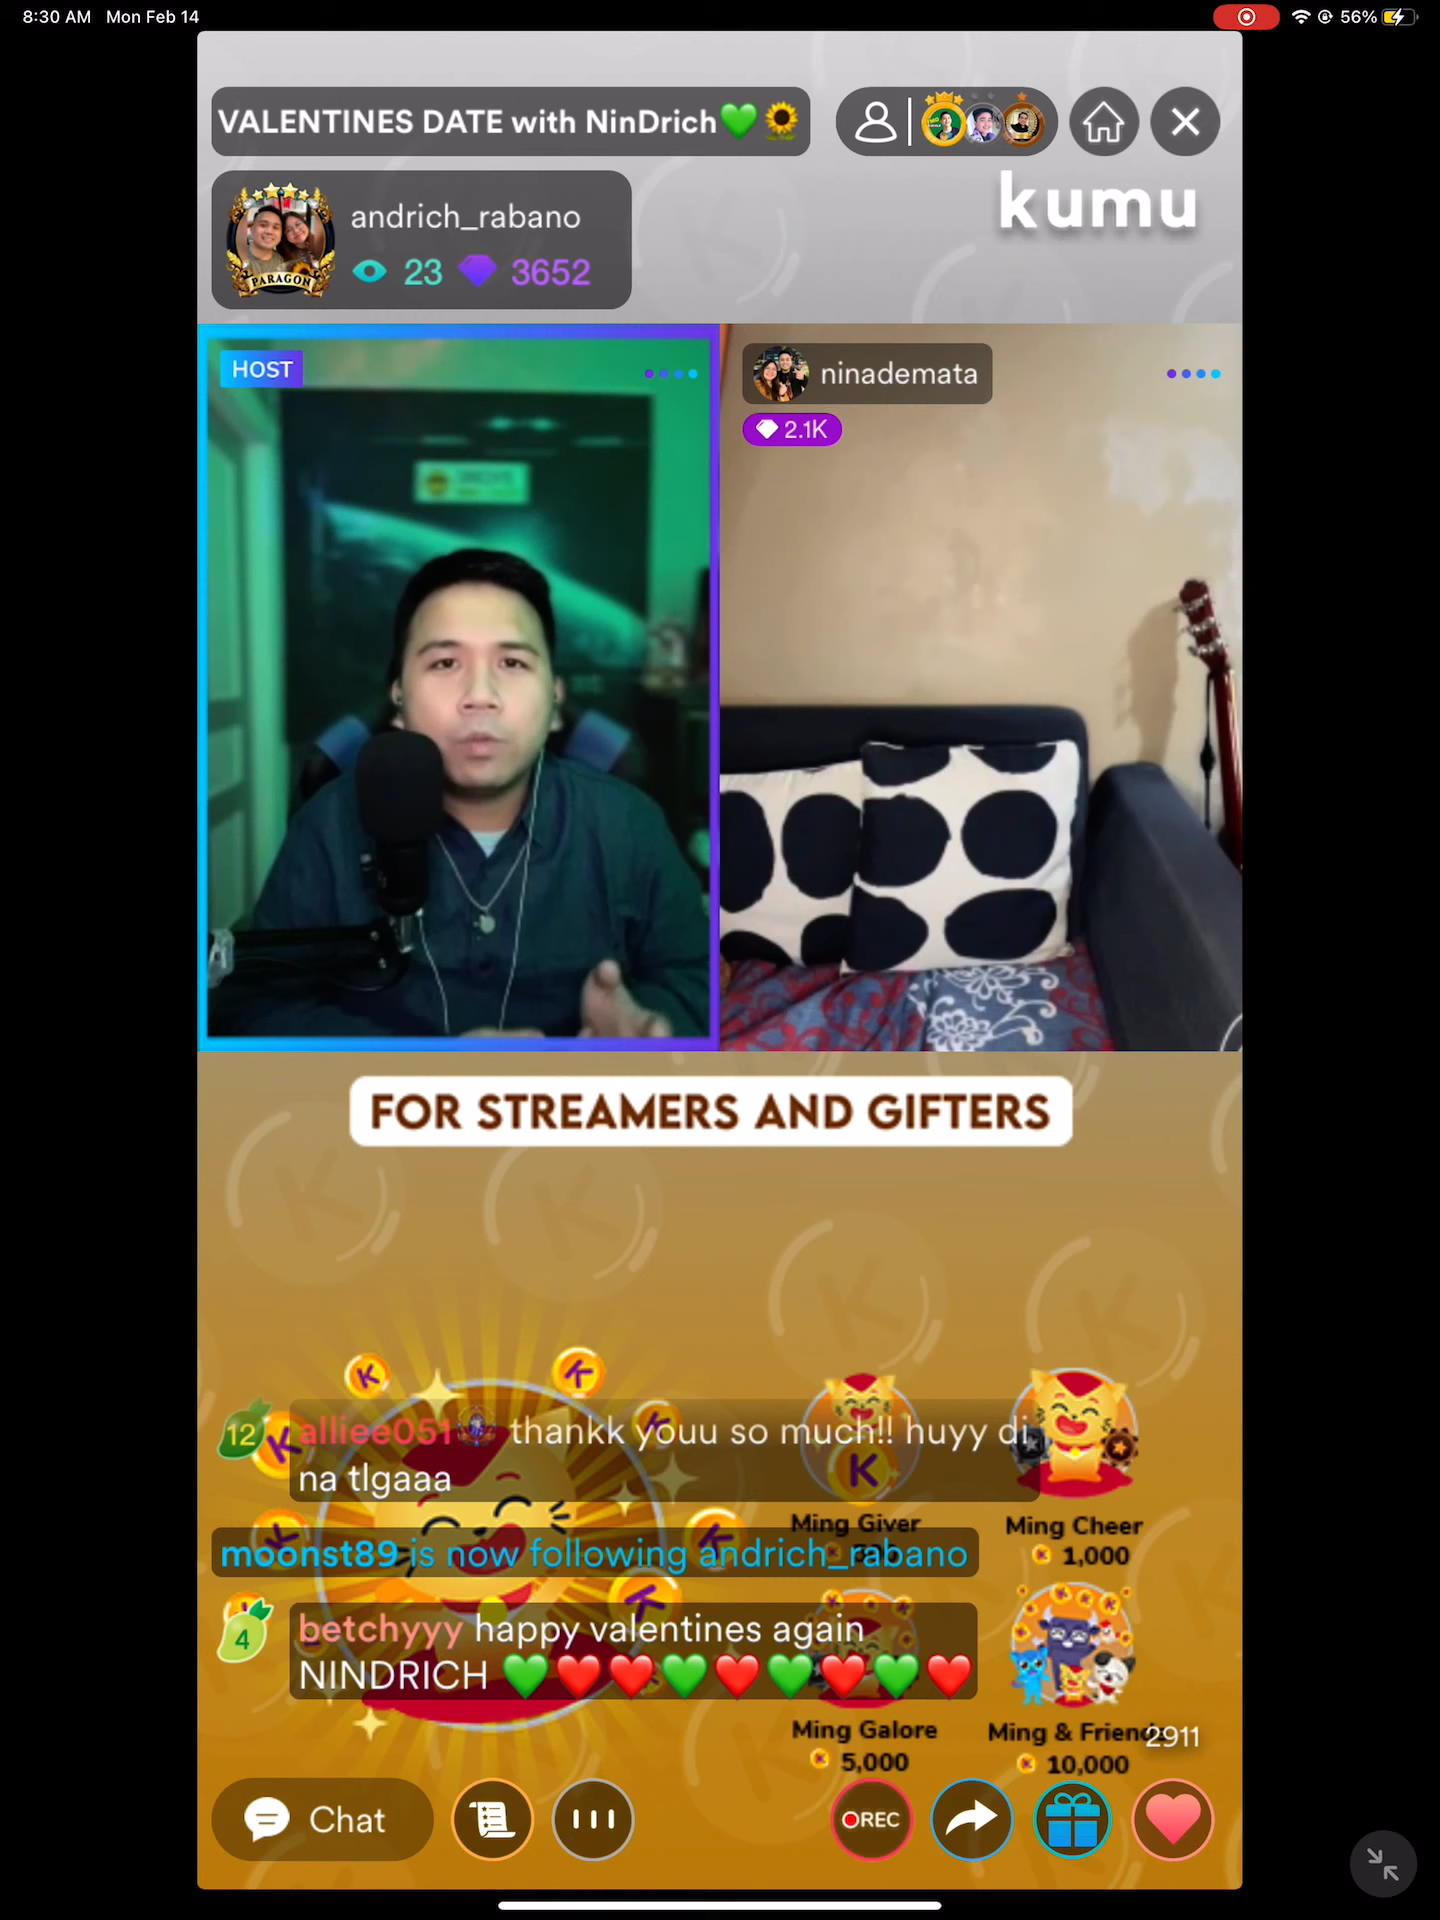 8:30 AM Mon Feb 14
56%
VALENTINES DATE with NinDrich💚🌻
andrich_rabano
23 3652
PARAGON
kumu
HOST
ninademata
2.1K
FOR STREAMERS AND GIFTERS
12 alliee051 thankk youu so much!! huyy di
na tlgaaa
Ming Giver
Ming Cheer
1,000
moonst89 is now following andrich_rabano
4 betchyyy happy valentines again
NINDRICH 💚❤️❤️💚❤️💚❤️💚❤️
Ming Galore
5,000
Ming & Friends
10,000
2911
Chat
REC